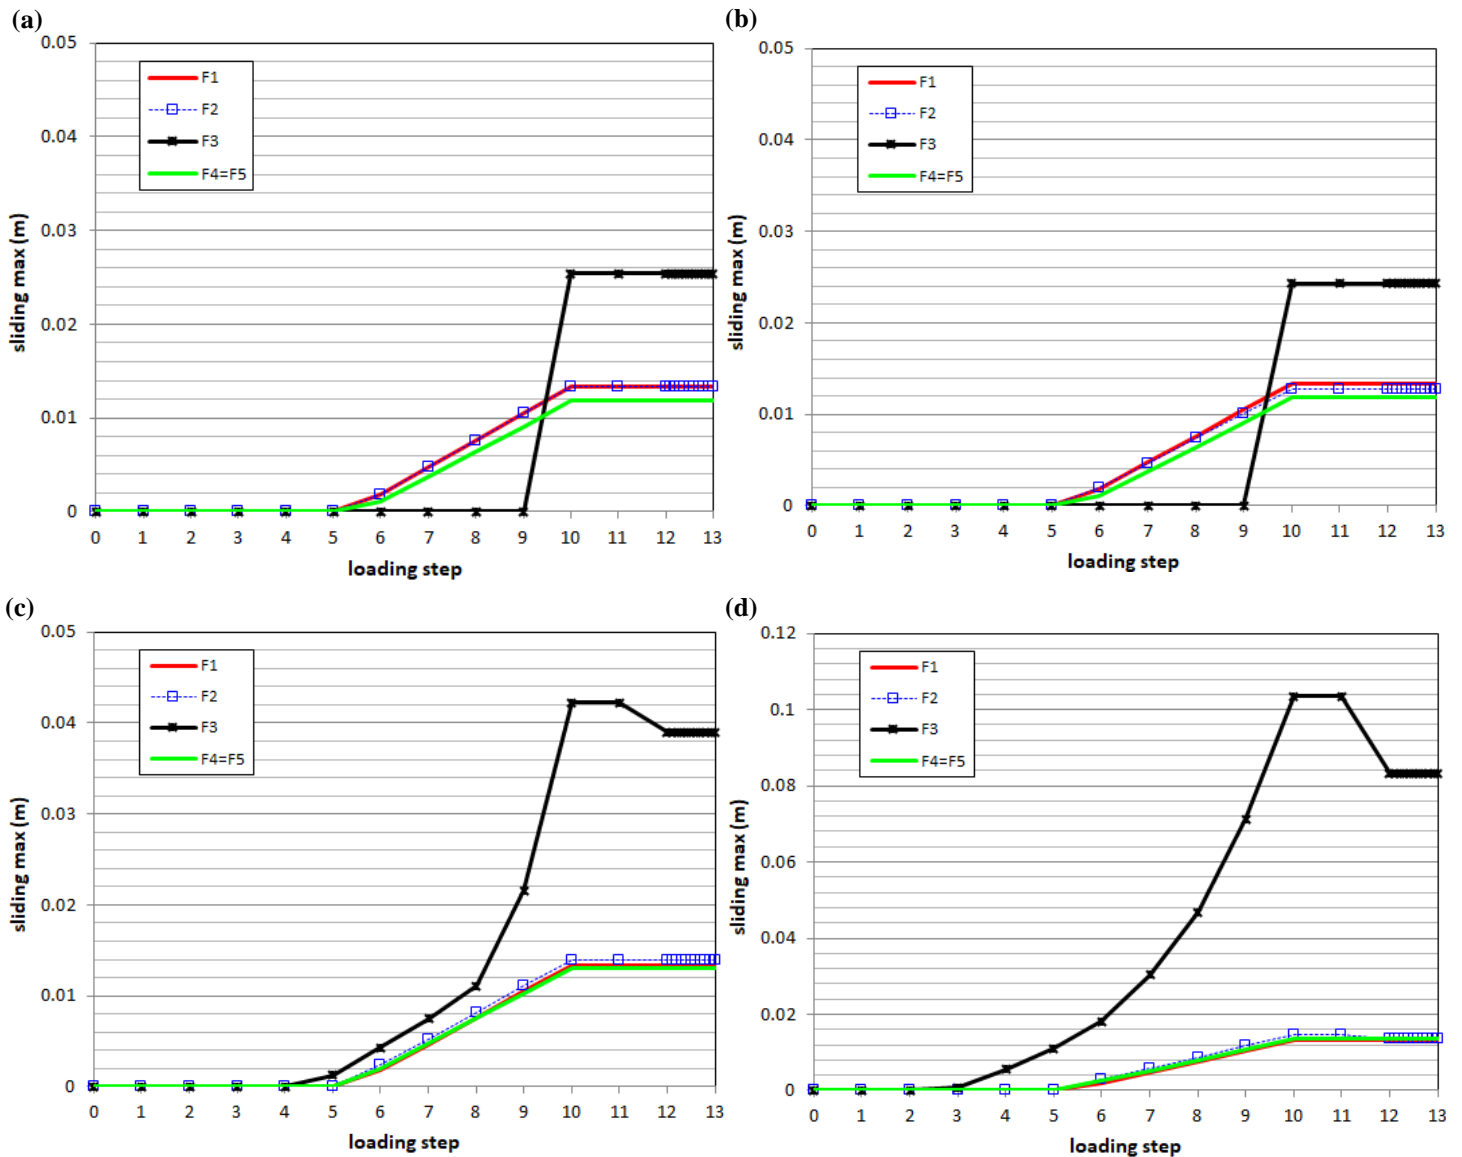 (a)
0.05
0.04
0.03
0.02
0.01
0
sliding max (m)
F1
F2
F3
F4=F5
0 1 2 3 4 5 6 7 8 9 10 11 12 13
loading step
(b)
0.05
0.04
0.03
0.02
0.01
0
sliding max (m)
F1
F2
F3
F4=F5
0 1 2 3 4 5 6 7 8 9 10 11 12 13
loading step
(c)
0.05
0.04
0.03
0.02
0.01
0
sliding max (m)
F1
F2
F3
F4=F5
0 1 2 3 4 5 6 7 8 9 10 11 12 13
loading step
(d)
0.12
0.1
0.08
0.06
0.04
0.02
0
sliding max (m)
F1
F2
F3
F4=F5
0 1 2 3 4 5 6 7 8 9 10 11 12 13
loading step